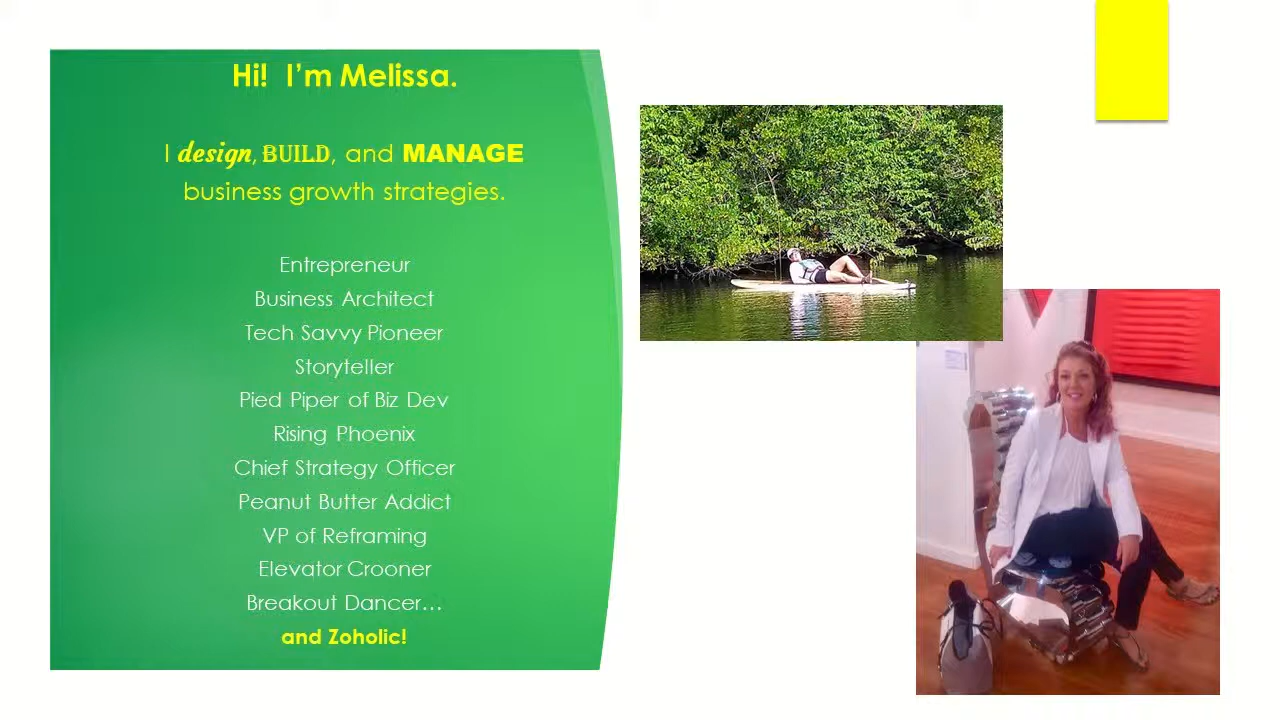 Hi! I’m Melissa.
I design, BUILD, and MANAGE
business growth strategies.
Entrepreneur
Business Architect
Tech Savvy Pioneer
Storyteller
Pied Piper of Biz Dev
Rising Phoenix
Chief Strategy Officer
Peanut Butter Addict
VP of Reframing
Elevator Crooner
Breakout Dancer…
and Zoholic!